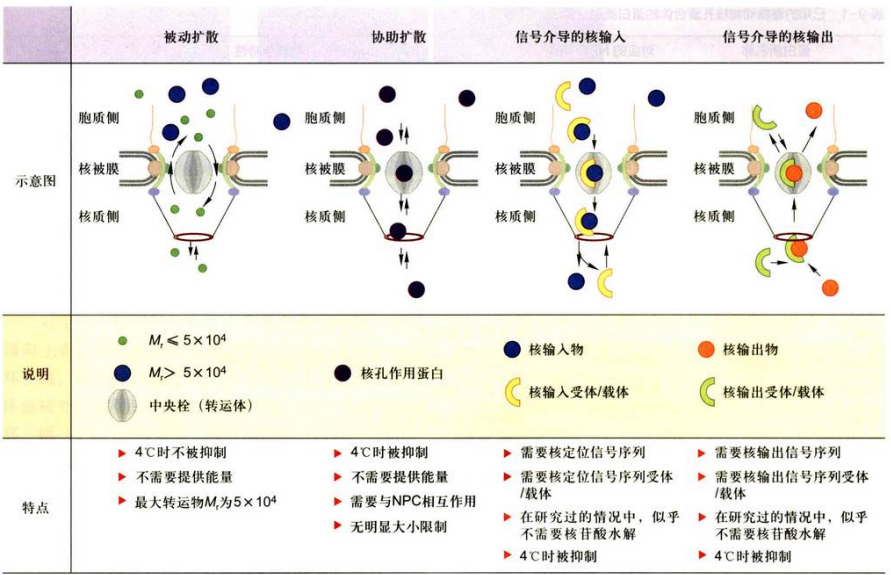 被动扩散
协助扩散
信号介导的核输入
信号介导的核输出
示意图
胞质侧
核被膜
核质侧
胞质侧
核被膜
核质侧
胞质侧
核被膜
核质侧
胞质侧
核被膜
核质侧
说明
Mr ≤ 5×10⁴
Mr > 5×10⁴
中央栓（转运体）
核孔作用蛋白
核输入物
核输入受体/载体
核输出物
核输出受体/载体
特点
▶ 4℃时不被抑制
▶ 不需要提供能量
▶ 最大转运物Mr为5×10⁴
▶ 4℃时被抑制
▶ 不需要提供能量
▶ 需要与NPC相互作用
▶ 无明显大小限制
▶ 需要核定位信号序列
▶ 需要核定位信号序列受体
/载体
▶ 在研究过的情况中，似乎
不需要核苷酸水解
▶ 4℃时被抑制
▶ 需要核输出信号序列
▶ 需要核输出信号序列受体
/载体
▶ 在研究过的情况中，似乎
不需要核苷酸水解
▶ 4℃时被抑制